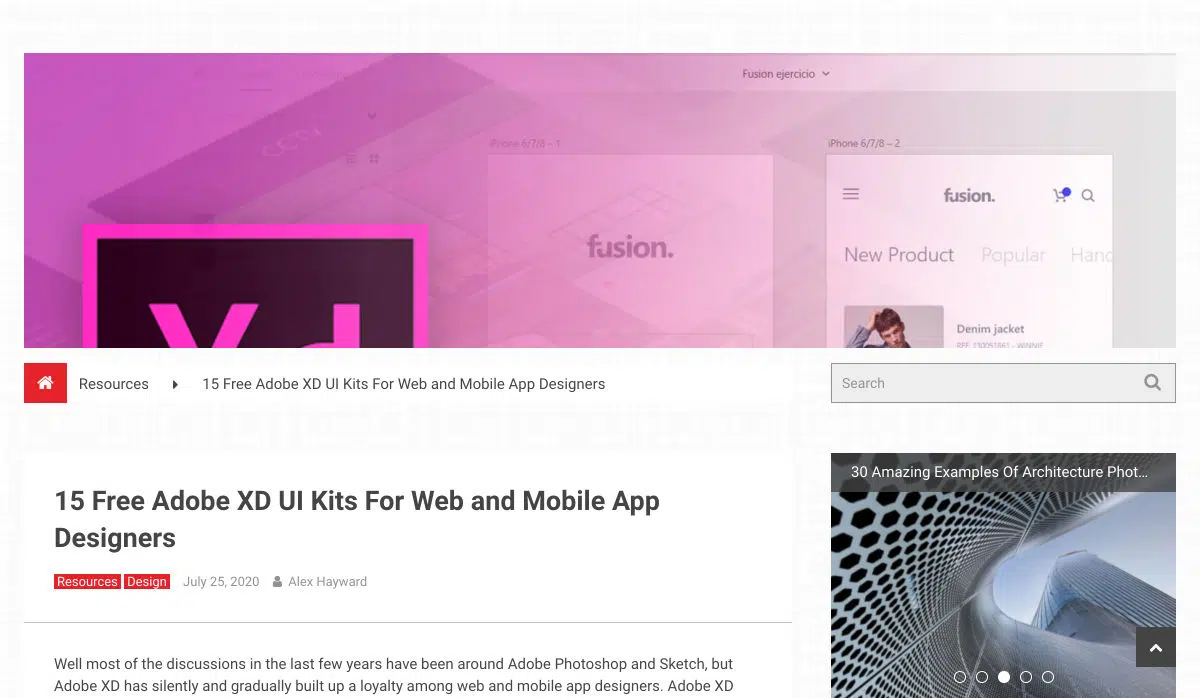 Fusion ejercicio
iPhone 6/7/8 – 1
iPhone 6/7/8 – 2
fusion.
fusion.
New Product Popular Hand
Denim jacket
Xd
Resources 15 Free Adobe XD UI Kits For Web and Mobile App Designers
Search
15 Free Adobe XD UI Kits For Web and Mobile App
Designers
Resources Design July 25, 2020 Alex Hayward
Well most of the discussions in the last few years have been around Adobe Photoshop and Sketch, but
Adobe XD has silently and gradually built up a loyalty among web and mobile app designers. Adobe XD
30 Amazing Examples Of Architecture Phot...